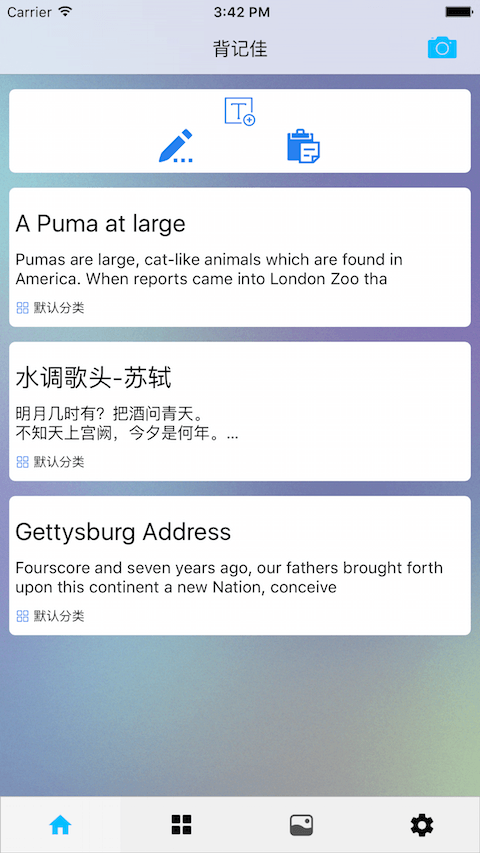 Carrier 3:42 PM
背记佳
T
A Puma at large
Pumas are large, cat-like animals which are found in
America. When reports came into London Zoo tha
默认分类
水调歌头-苏轼
明月几时有？把酒问青天。
不知天上宫阙，今夕是何年。...
默认分类
Gettysburg Address
Fourscore and seven years ago, our fathers brought forth
upon this continent a new Nation, conceive
默认分类